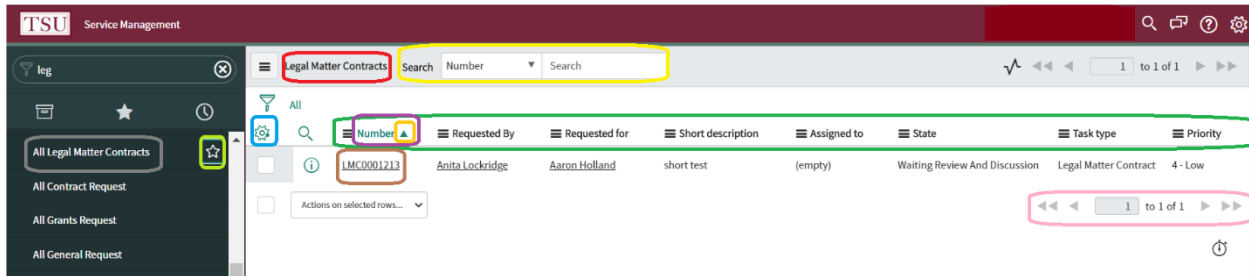 TSU Service Management
leg
Legal Matter Contracts Search Number Search 1 to 1 of 1
All
Number Requested By Requested for Short description Assigned to State Task type Priority
All Legal Matter Contracts
LMC0001213 Anita Lockridge Aaron Holland short test (empty) Waiting Review And Discussion Legal Matter Contract 4 - Low
All Contract Request
Actions on selected rows... 1 to 1 of 1
All Grants Request
All General Request